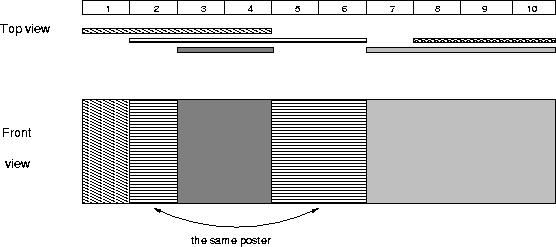 1 2 3 4 5 6 7 8 9 10
Top view
Front
view
the same poster